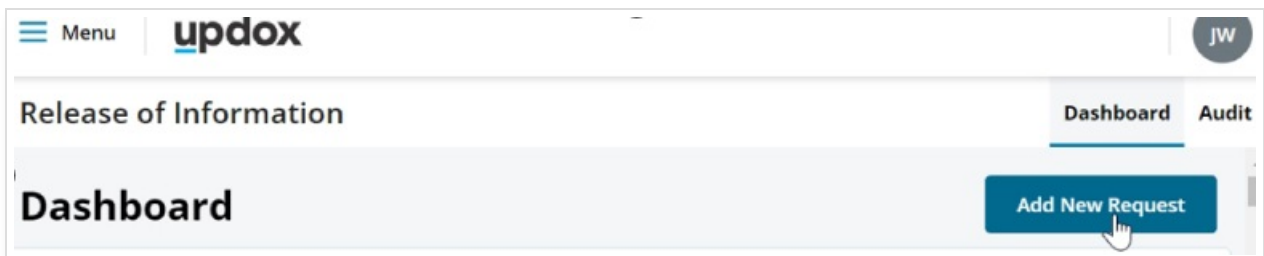 Menu updox JW
Release of Information Dashboard Audit
Dashboard Add New Request